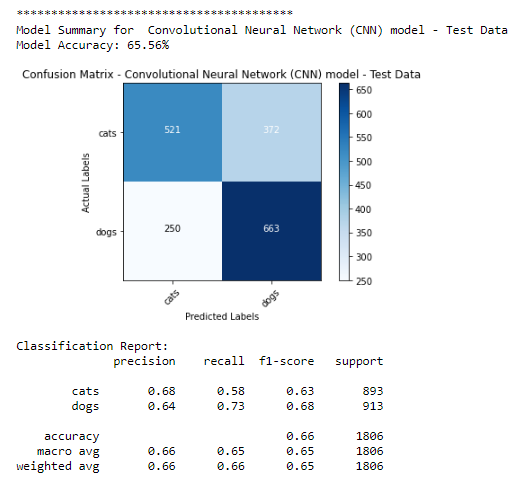 ****************************************
Model Summary for  Convolutional Neural Network (CNN) model - Test Data
Model Accuracy: 65.56%
Confusion Matrix - Convolutional Neural Network (CNN) model - Test Data
cats 521 372
dogs 250 663
Actual Labels
cats dogs
Predicted Labels
650
600
550
500
450
400
350
300
250
Classification Report:
precision recall f1-score support
cats 0.68 0.58 0.63 893
dogs 0.64 0.73 0.68 913
accuracy 0.66 1806
macro avg 0.66 0.65 0.65 1806
weighted avg 0.66 0.66 0.65 1806